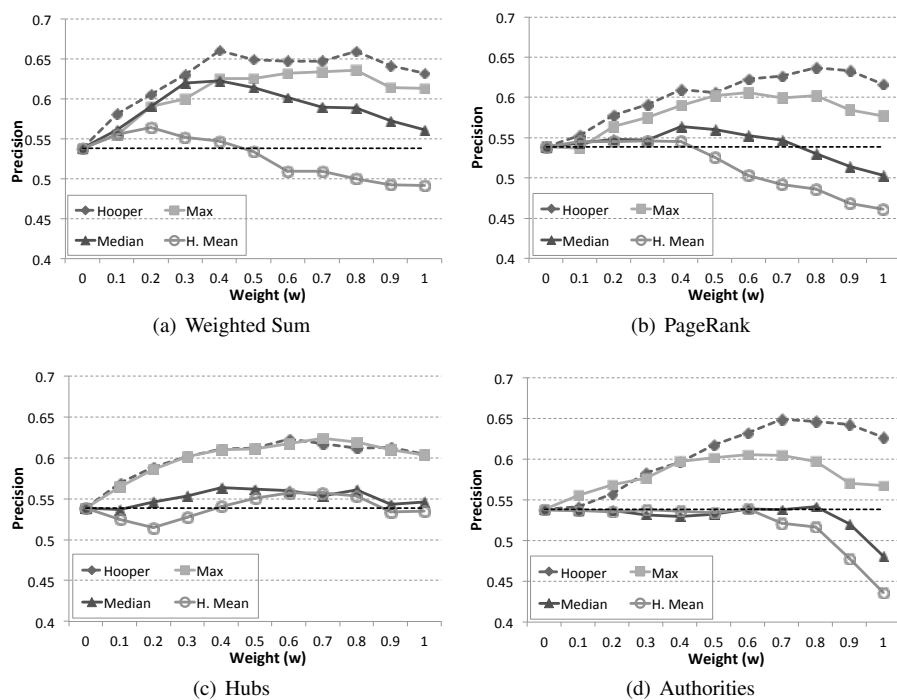 0.7
0.65
0.6
0.55
0.5
0.45
0.4
Precision
Hooper Max
Median H. Mean
0 0.1 0.2 0.3 0.4 0.5 0.6 0.7 0.8 0.9 1
Weight (w)
(a) Weighted Sum
0.7
0.65
0.6
0.55
0.5
0.45
0.4
Precision
Hooper Max
Median H. Mean
0 0.1 0.2 0.3 0.4 0.5 0.6 0.7 0.8 0.9 1
Weight (w)
(b) PageRank
0.7
0.65
0.6
0.55
0.5
0.45
0.4
Precision
Hooper Max
Median H. Mean
0 0.1 0.2 0.3 0.4 0.5 0.6 0.7 0.8 0.9 1
Weight (w)
(c) Hubs
0.7
0.65
0.6
0.55
0.5
0.45
0.4
Precision
Hooper Max
Median H. Mean
0 0.1 0.2 0.3 0.4 0.5 0.6 0.7 0.8 0.9 1
Weight (w)
(d) Authorities